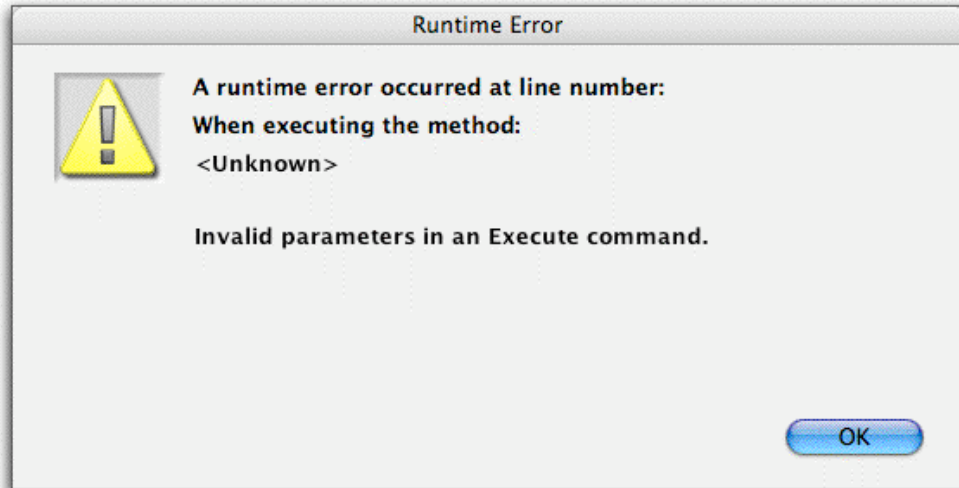 Runtime Error
A runtime error occurred at line number:
When executing the method:
<Unknown>
Invalid parameters in an Execute command.
OK